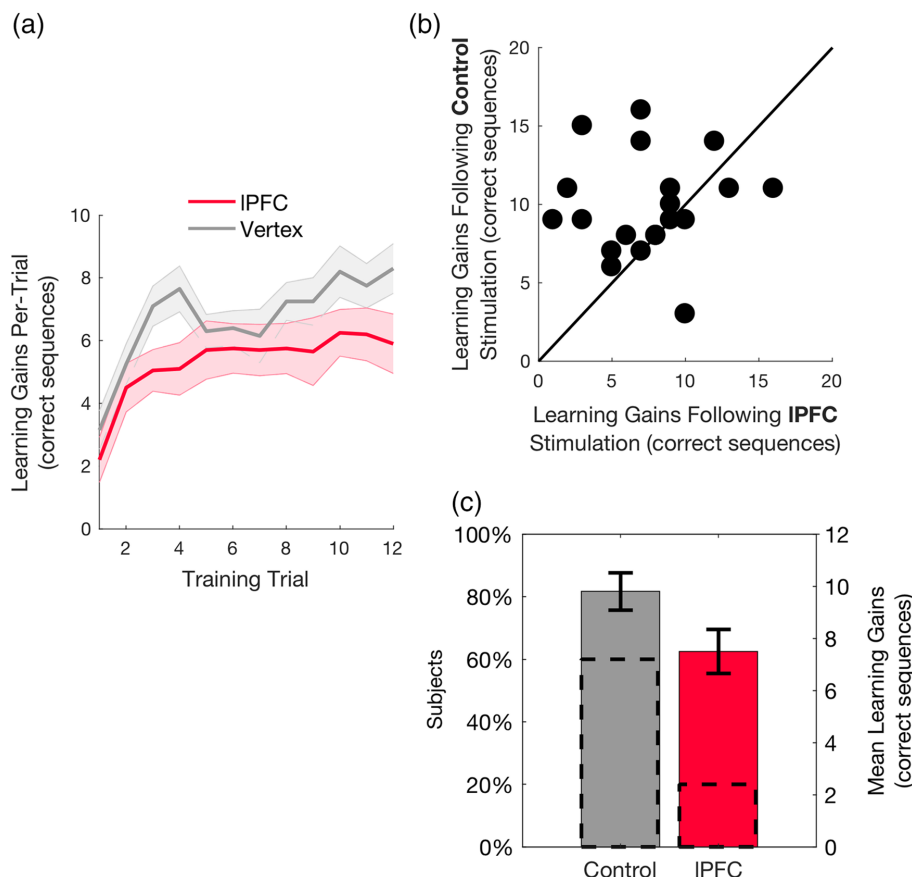 (a)
lPFC
Vertex
Learning Gains Per-Trial
(correct sequences)
8
6
4
2
0
2
4
6
8
10
12
Training Trial
(b)
Learning Gains Following Control
Stimulation (correct sequences)
20
15
10
5
0
0
5
10
15
20
Learning Gains Following lPFC
Stimulation (correct sequences)
(c)
Subjects
100%
80%
60%
40%
20%
0%
12
10
8
6
4
2
0
Mean Learning Gains
(correct sequences)
Control
lPFC